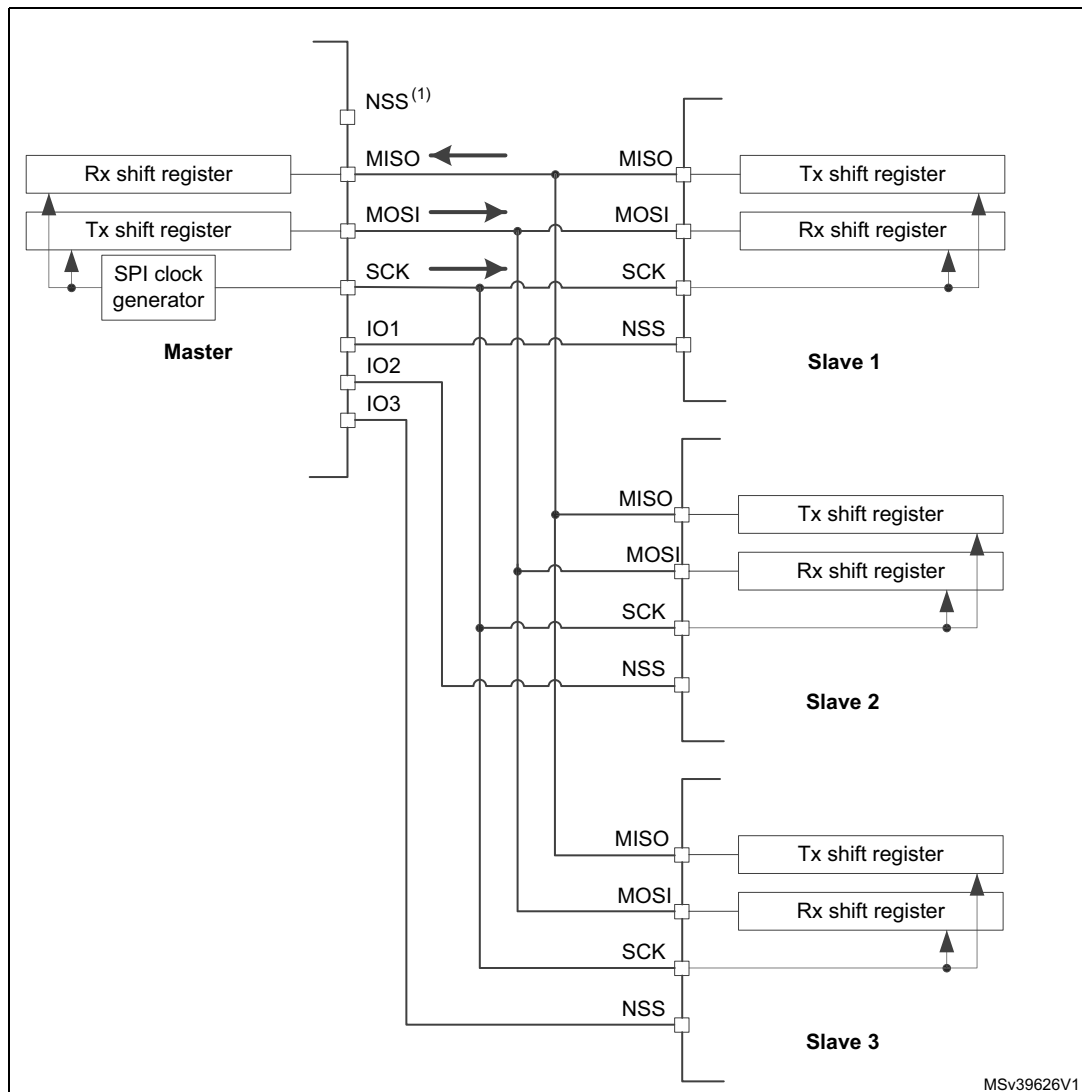 NSS(1)
MISO
MOSI
SCK
IO1
IO2
IO3
Rx shift register
Tx shift register
SPI clock
generator
Master
MISO
MOSI
SCK
NSS
Tx shift register
Rx shift register
Slave 1
MISO
MOSI
SCK
NSS
Tx shift register
Rx shift register
Slave 2
MISO
MOSI
SCK
NSS
Tx shift register
Rx shift register
Slave 3
MSv39626V1